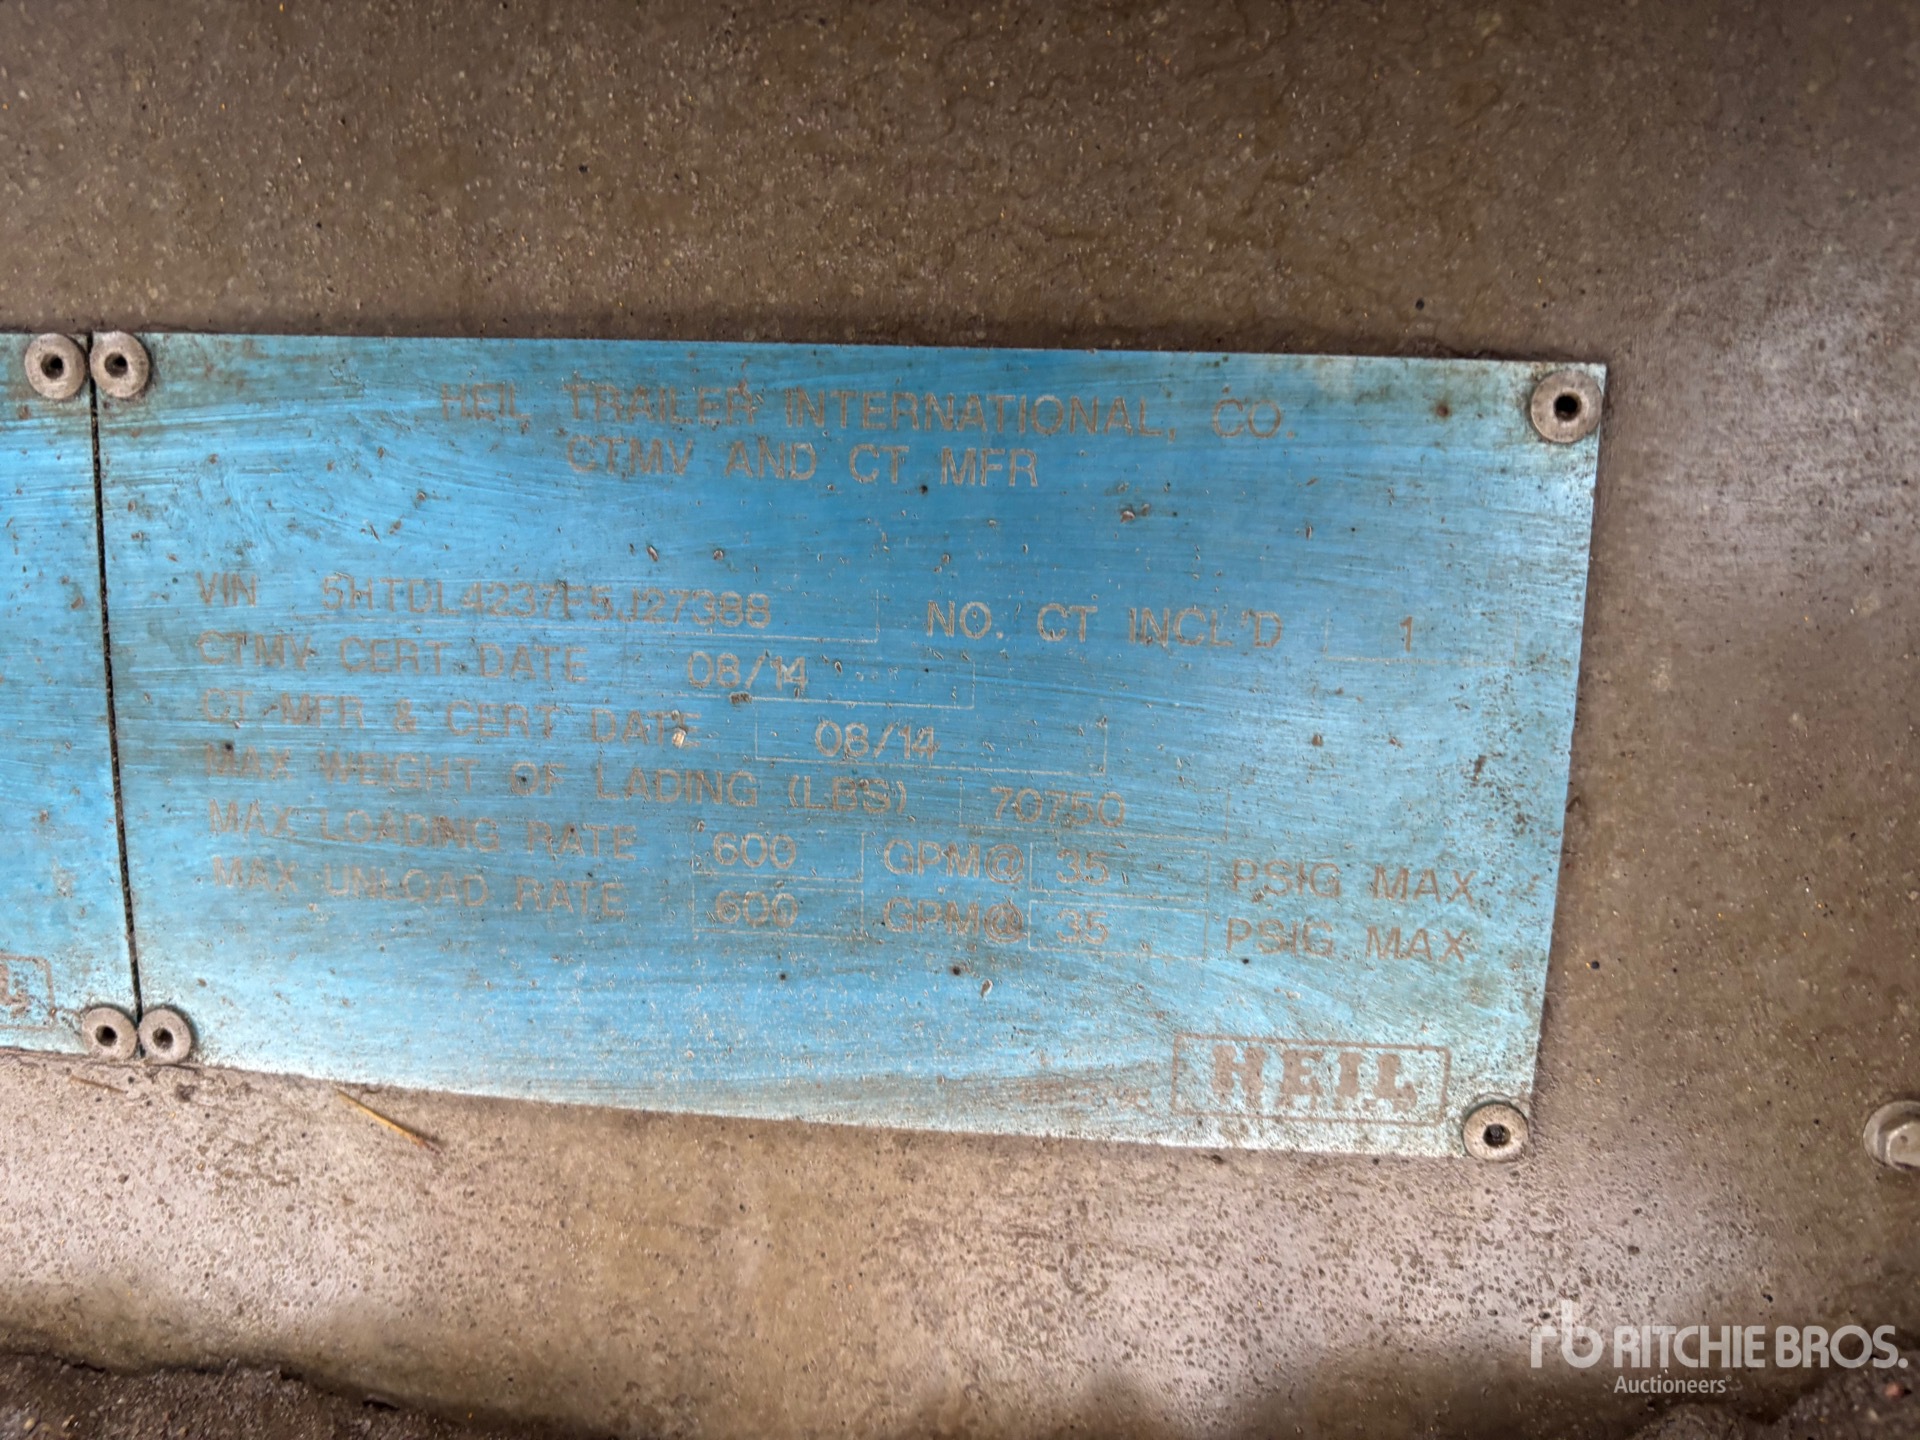 HEIL TRAILER INTERNATIONAL, CO.
CTMV AND CT MFR
VIN 5HTDL4237F5J27388 NO. CT INCL'D 1
CTMV CERT DATE 08/14
CT MFR & CERT DATE 08/14
MAX WEIGHT OF LADING (LBS) 70750
MAX LOADING RATE 600 GPM@ 35 PSIG MAX
MAX UNLOAD RATE 600 GPM@ 35 PSIG MAX
HEIL
rb RITCHIE BROS.
Auctioneers